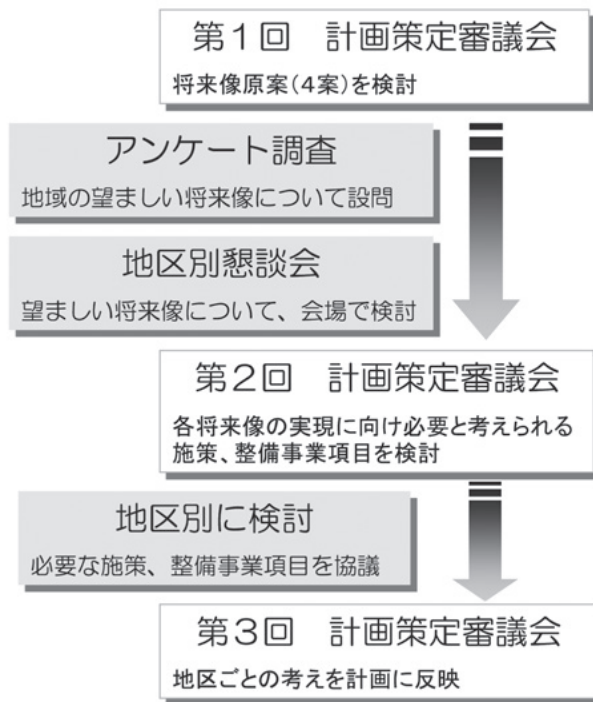 第1回　計画策定審議会
将来像原案(4案)を検討
アンケート調査
地域の望ましい将来像について設問
地区別懇談会
望ましい将来像について、会場で検討
第2回　計画策定審議会
各将来像の実現に向け必要と考えられる
施策、整備事業項目を検討
地区別に検討
必要な施策、整備事業項目を協議
第3回　計画策定審議会
地区ごとの考えを計画に反映